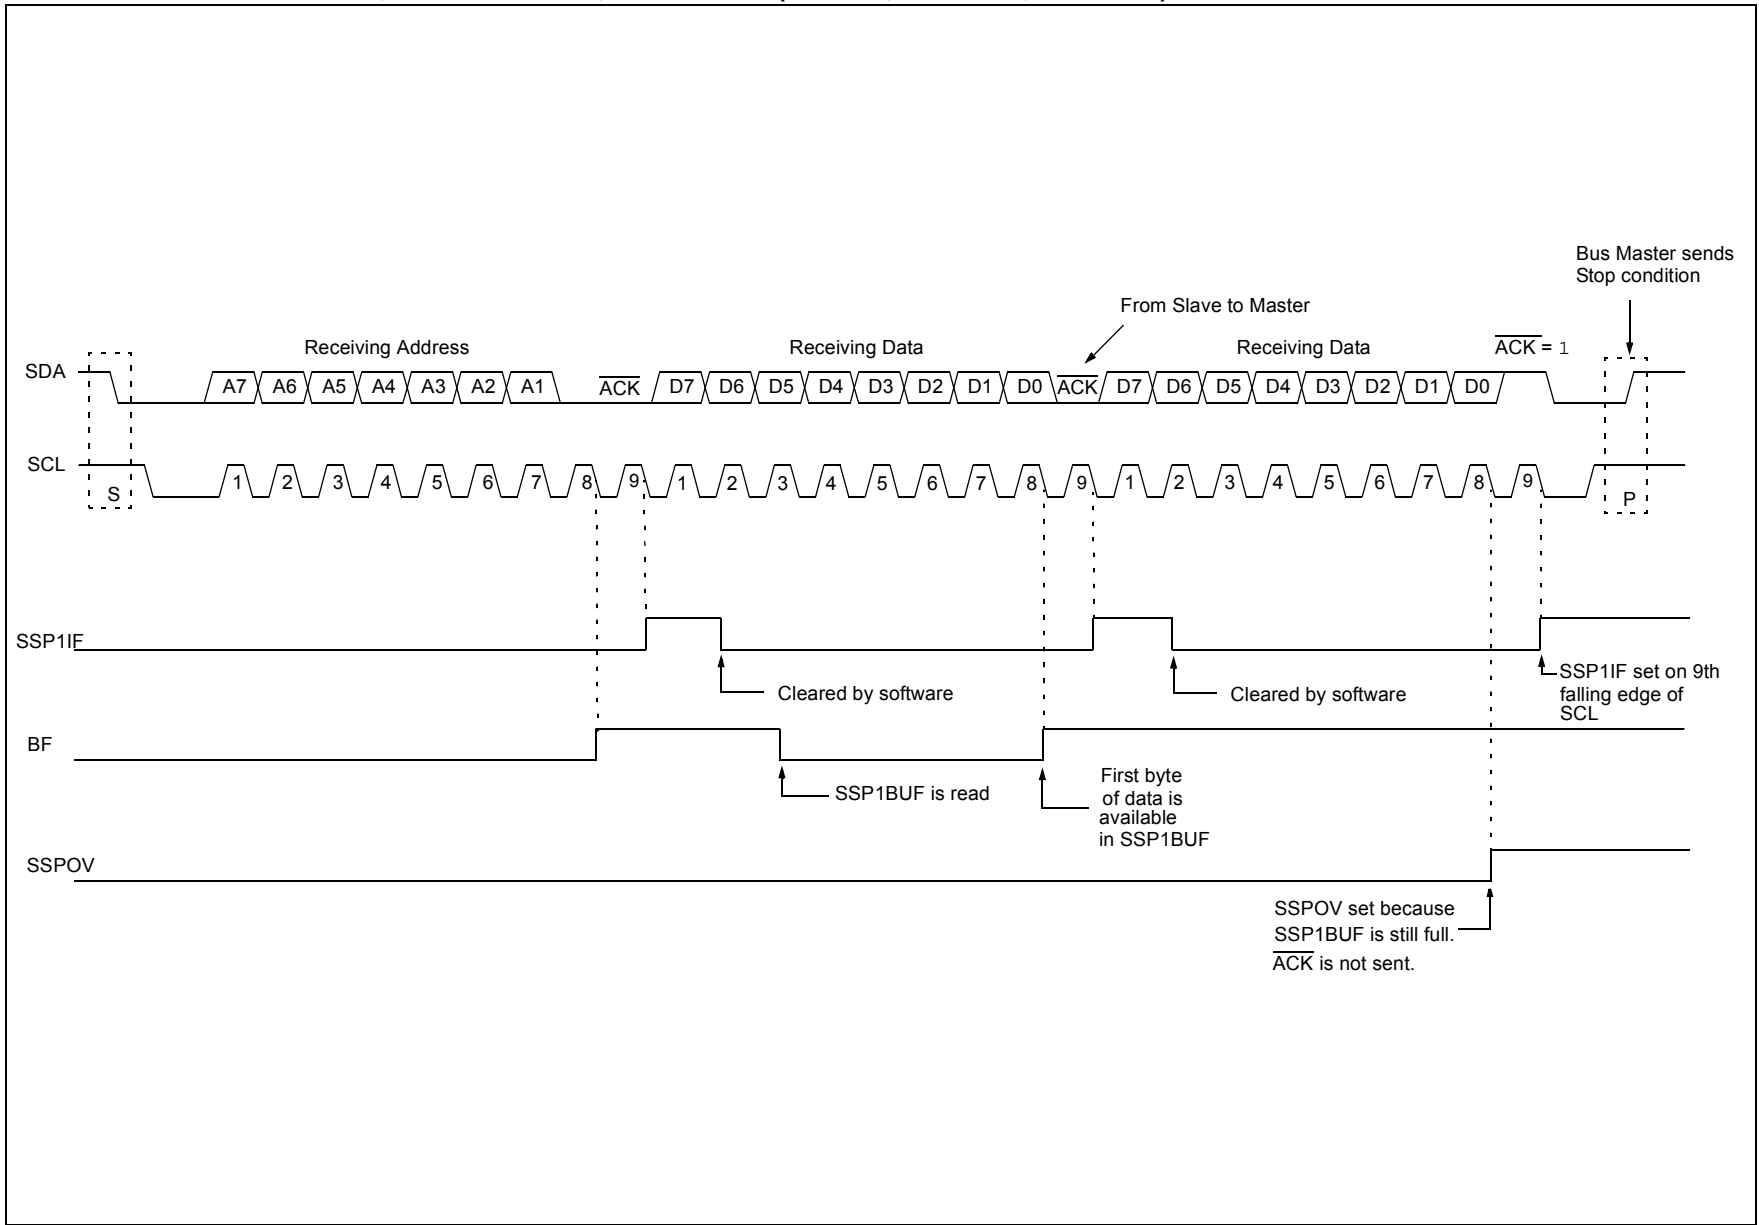 Bus Master sends
Stop condition
From Slave to Master
Receiving Address
Receiving Data
Receiving Data
ACK = 1
SDA
A7 A6 A5 A4 A3 A2 A1 ACK D7 D6 D5 D4 D3 D2 D1 D0 ACK D7 D6 D5 D4 D3 D2 D1 D0
SCL
S 1 2 3 4 5 6 7 8 9 1 2 3 4 5 6 7 8 9 1 2 3 4 5 6 7 8 9 P
SSP1IF
Cleared by software
Cleared by software
SSP1IF set on 9th
falling edge of
SCL
BF
SSP1BUF is read
First byte
of data is
available
in SSP1BUF
SSPOV
SSPOV set because
SSP1BUF is still full.
ACK is not sent.